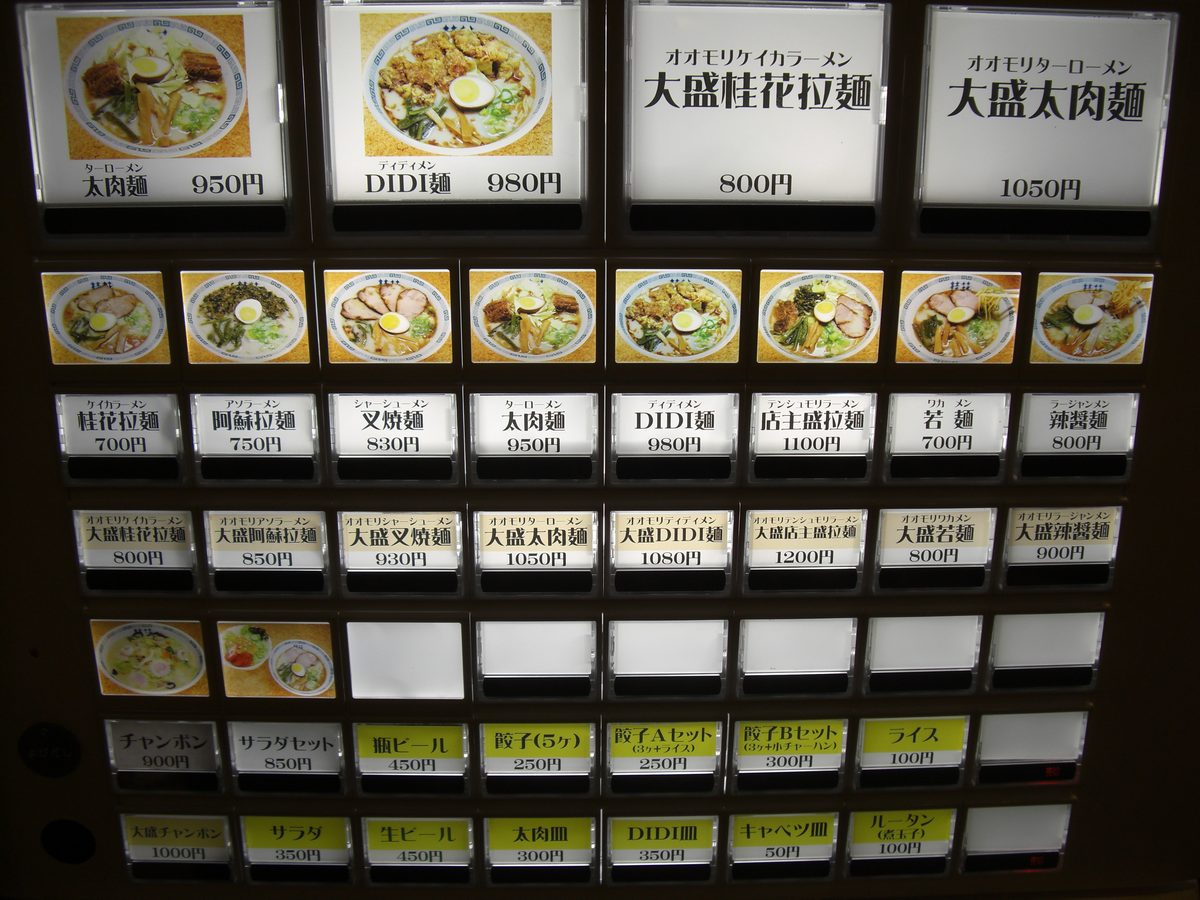 ターローメン
太肉麺 950円
ディディメン
DIDI麺 980円
オオモリケイカラーメン
大盛桂花拉麺
800円
オオモリターローメン
大盛太肉麺
1050円
ケイカラーメン
桂花拉麺
700円
アソラーメン
阿蘇拉麺
750円
シャーシューメン
叉焼麺
830円
ターローメン
太肉麺
950円
ディディメン
DIDI麺
980円
テンシュモリラーメン
店主盛拉麺
1100円
ワカメン
若麺
700円
ラージャンメン
辣醤麺
800円
オオモリケイカラーメン
大盛桂花拉麺
800円
オオモリアソラーメン
大盛阿蘇拉麺
850円
オオモリシャーシューメン
大盛叉焼麺
930円
オオモリターローメン
大盛太肉麺
1050円
オオモリディディメン
大盛DIDI麺
1080円
オオモリテンシュモリラーメン
大盛店主盛拉麺
1200円
オオモリワカメン
大盛若麺
800円
オオモリラージャンメン
大盛辣醤麺
900円
チャンポン
900円
サラダセット
850円
瓶ビール
450円
餃子(5ヶ)
250円
餃子Aセット
(3ヶ+ライス)
250円
餃子Bセット
(3ヶ+小チャーハン)
300円
ライス
100円
大盛チャンポン
1000円
サラダ
350円
生ビール
450円
太肉皿
300円
DIDI皿
350円
キャベツ皿
50円
ルータン
(煮玉子)
100円